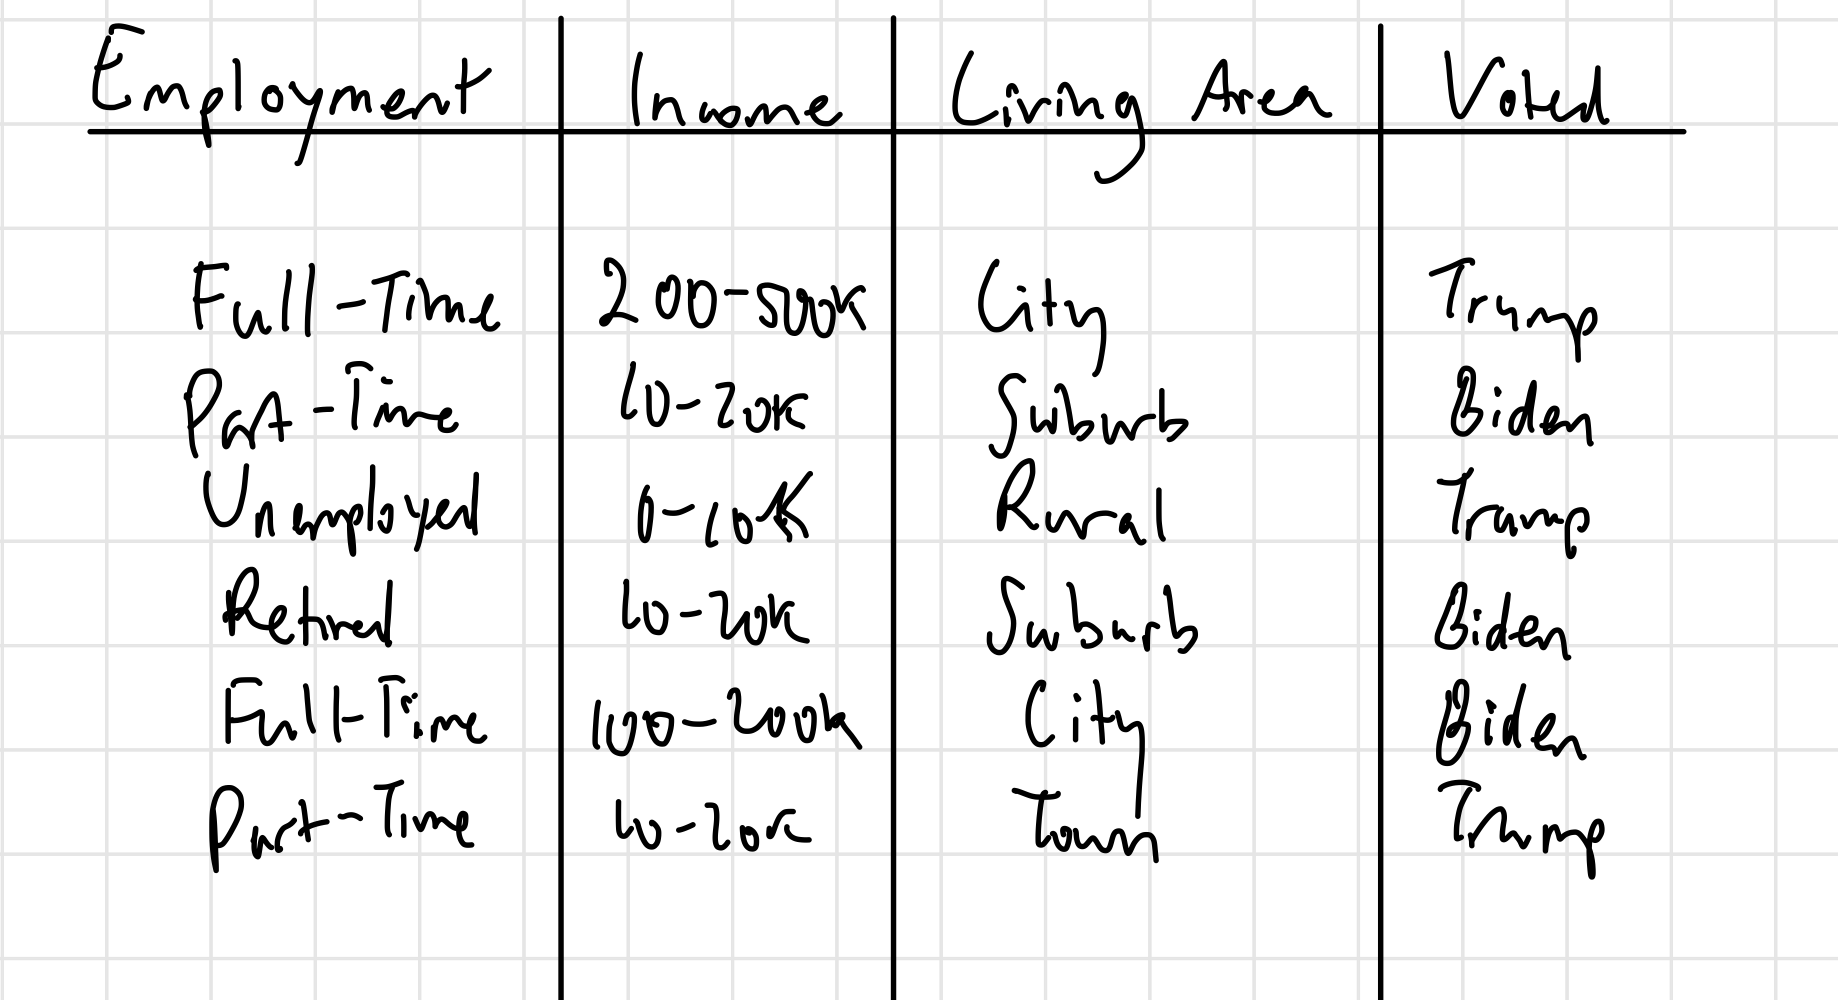 Employment Income Living Area Voted
Full-Time 200-500K City Trump
Part-Time 10-20K Suburb Biden
Unemployed 0-10K Rural Trump
Retired 10-20K Suburb Biden
Full-Time 100-200k City Biden
Part-Time 10-20K Town Trump